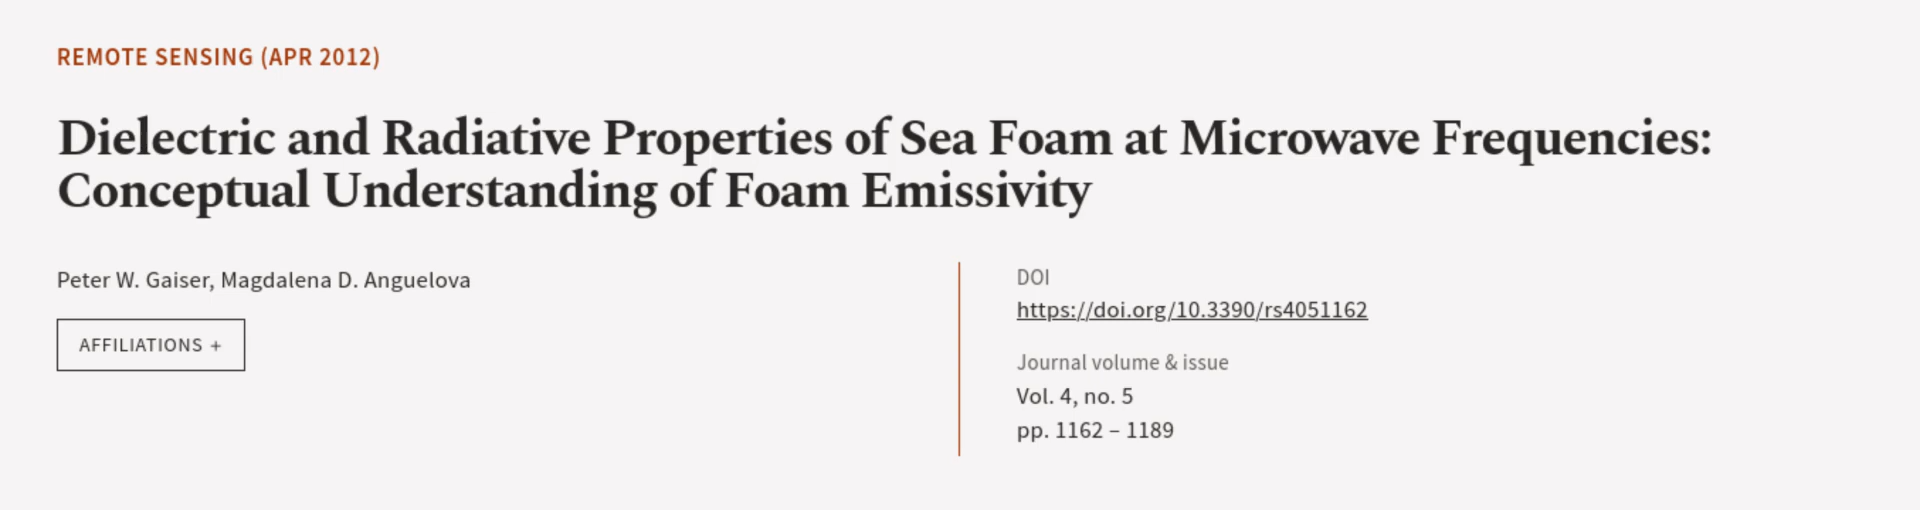 REMOTE SENSING (APR 2012)
Dielectric and Radiative Properties of Sea Foam at Microwave Frequencies:
Conceptual Understanding of Foam Emissivity
Peter W. Gaiser, Magdalena D. Anguelova
AFFILIATIONS +
DOI
https://doi.org/10.3390/rs4051162
Journal volume & issue
Vol. 4, no. 5
pp. 1162 – 1189